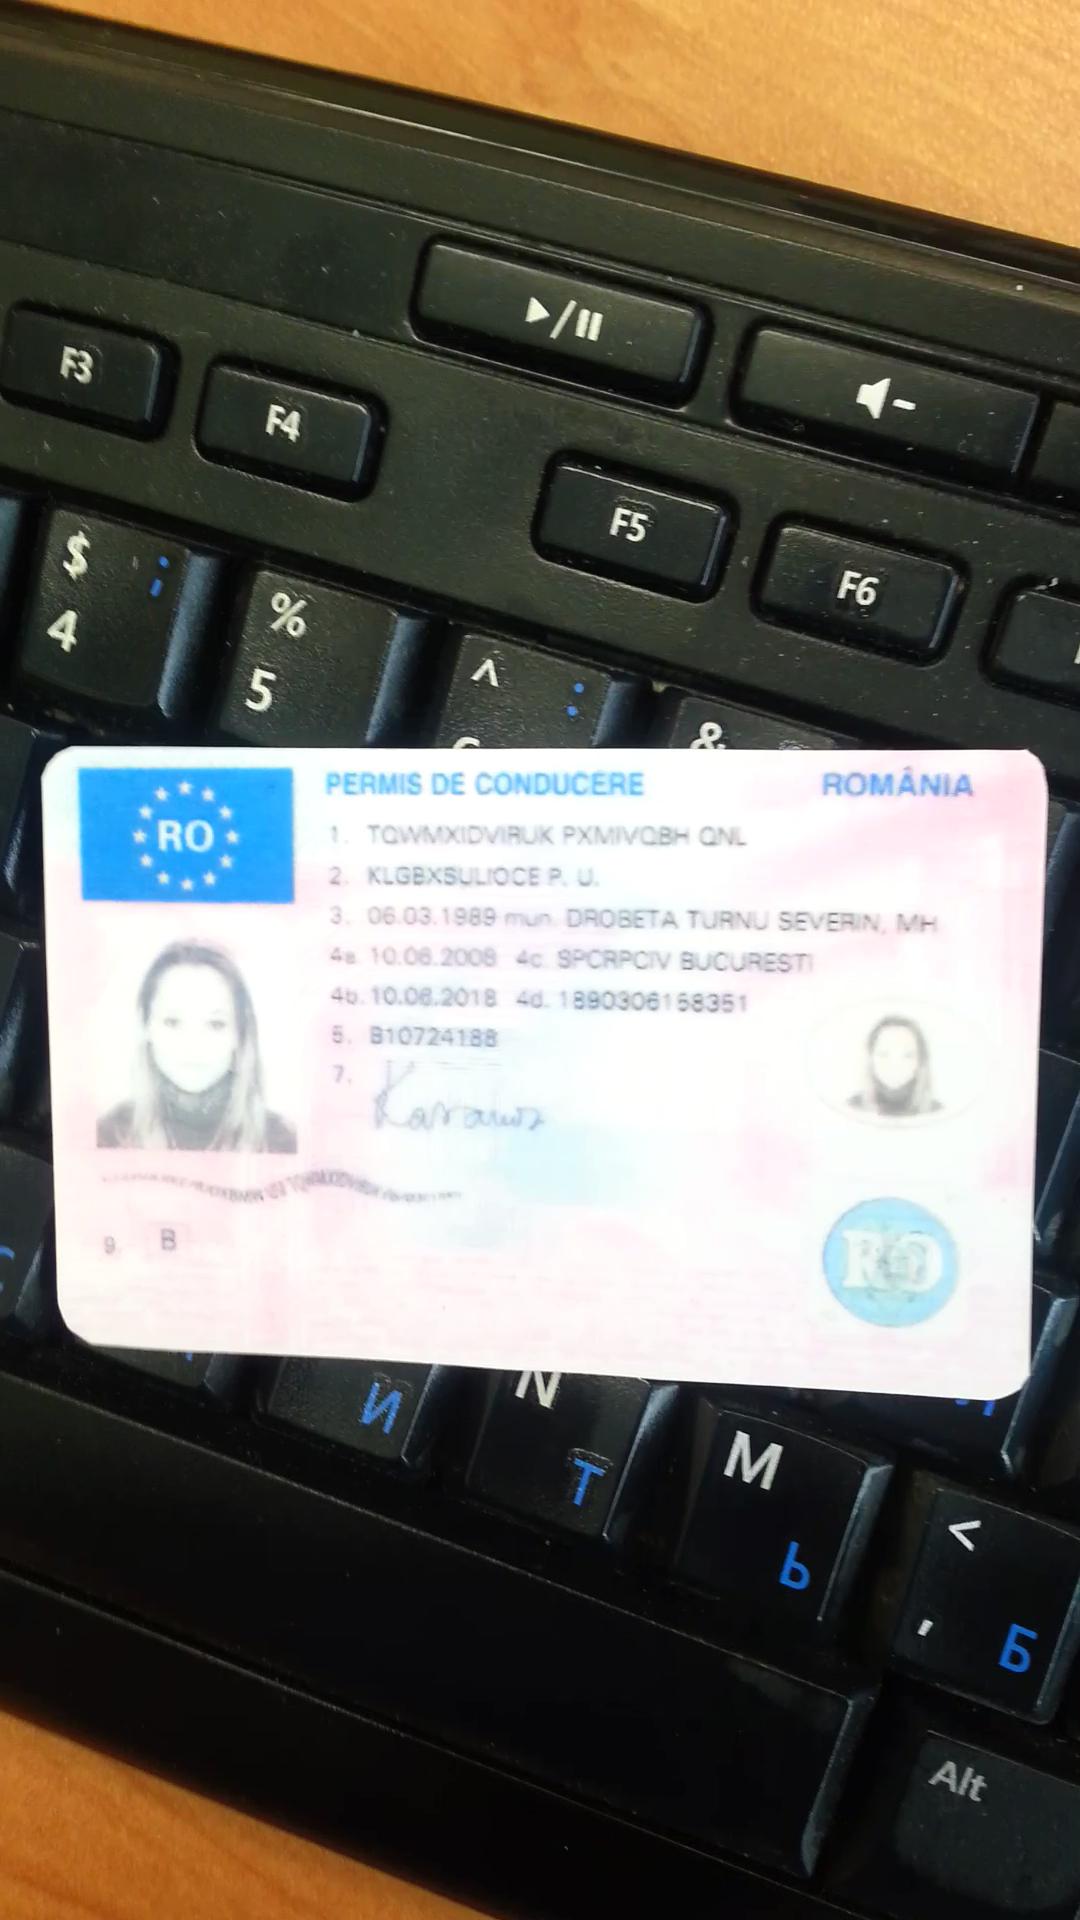 ▶/II
F3
F4
F5
F6
$
4
;
%
5
^
:
&
RO
PERMIS DE CONDUCERE ROMÂNIA
1. TQWMXIDVIRUK PXMIVQBH QNL
2. KLGBXSULIOCE P. U.
3. 06.03.1989 mun. DROBETA TURNU SEVERIN, MH
4a. 10.06.2008 4c. SPCRPCIV BUCURESTI
4b. 10.06.2018 4d. 1890306158351
5. B10724188
7.
9. B
RO
И
N
Т
M
Ь
<
,
Б
Alt